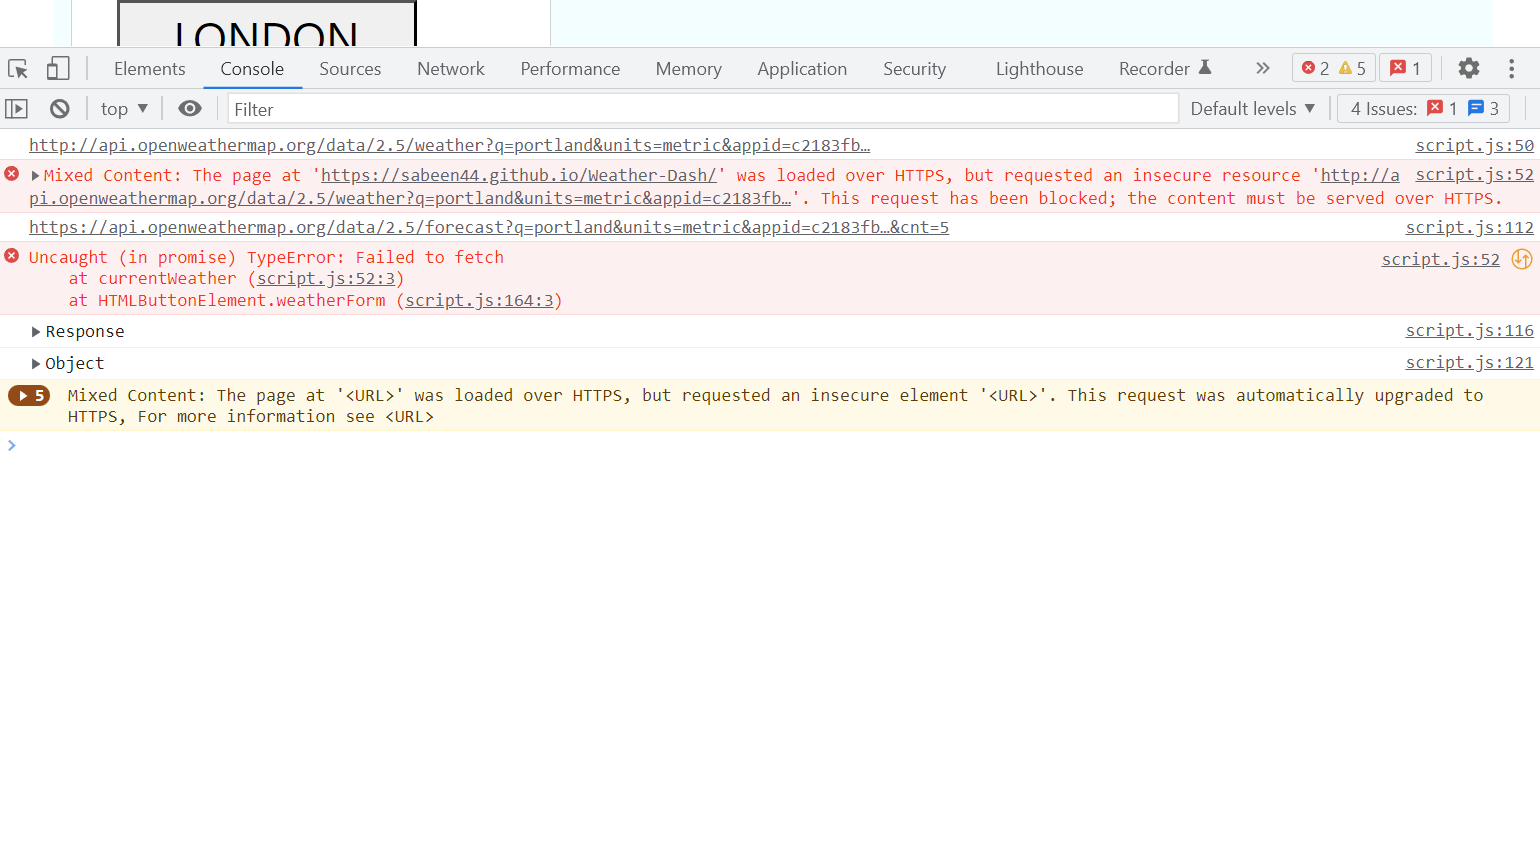 LONDON
Elements Console Sources Network Performance Memory Application Security Lighthouse Recorder 2 5 1
top Filter Default levels 4 Issues: 1 3
http://api.openweathermap.org/data/2.5/weather?q=portland&units=metric&appid=c2183fb… script.js:50
Mixed Content: The page at 'https://sabeen44.github.io/Weather-Dash/' was loaded over HTTPS, but requested an insecure resource 'http://a script.js:52
pi.openweathermap.org/data/2.5/weather?q=portland&units=metric&appid=c2183fb…'. This request has been blocked; the content must be served over HTTPS.
https://api.openweathermap.org/data/2.5/forecast?q=portland&units=metric&appid=c2183fb…&cnt=5 script.js:112
Uncaught (in promise) TypeError: Failed to fetch script.js:52
at currentWeather (script.js:52:3)
at HTMLButtonElement.weatherForm (script.js:164:3)
Response script.js:116
Object script.js:121
5 Mixed Content: The page at '<URL>' was loaded over HTTPS, but requested an insecure element '<URL>'. This request was automatically upgraded to
HTTPS, For more information see <URL>